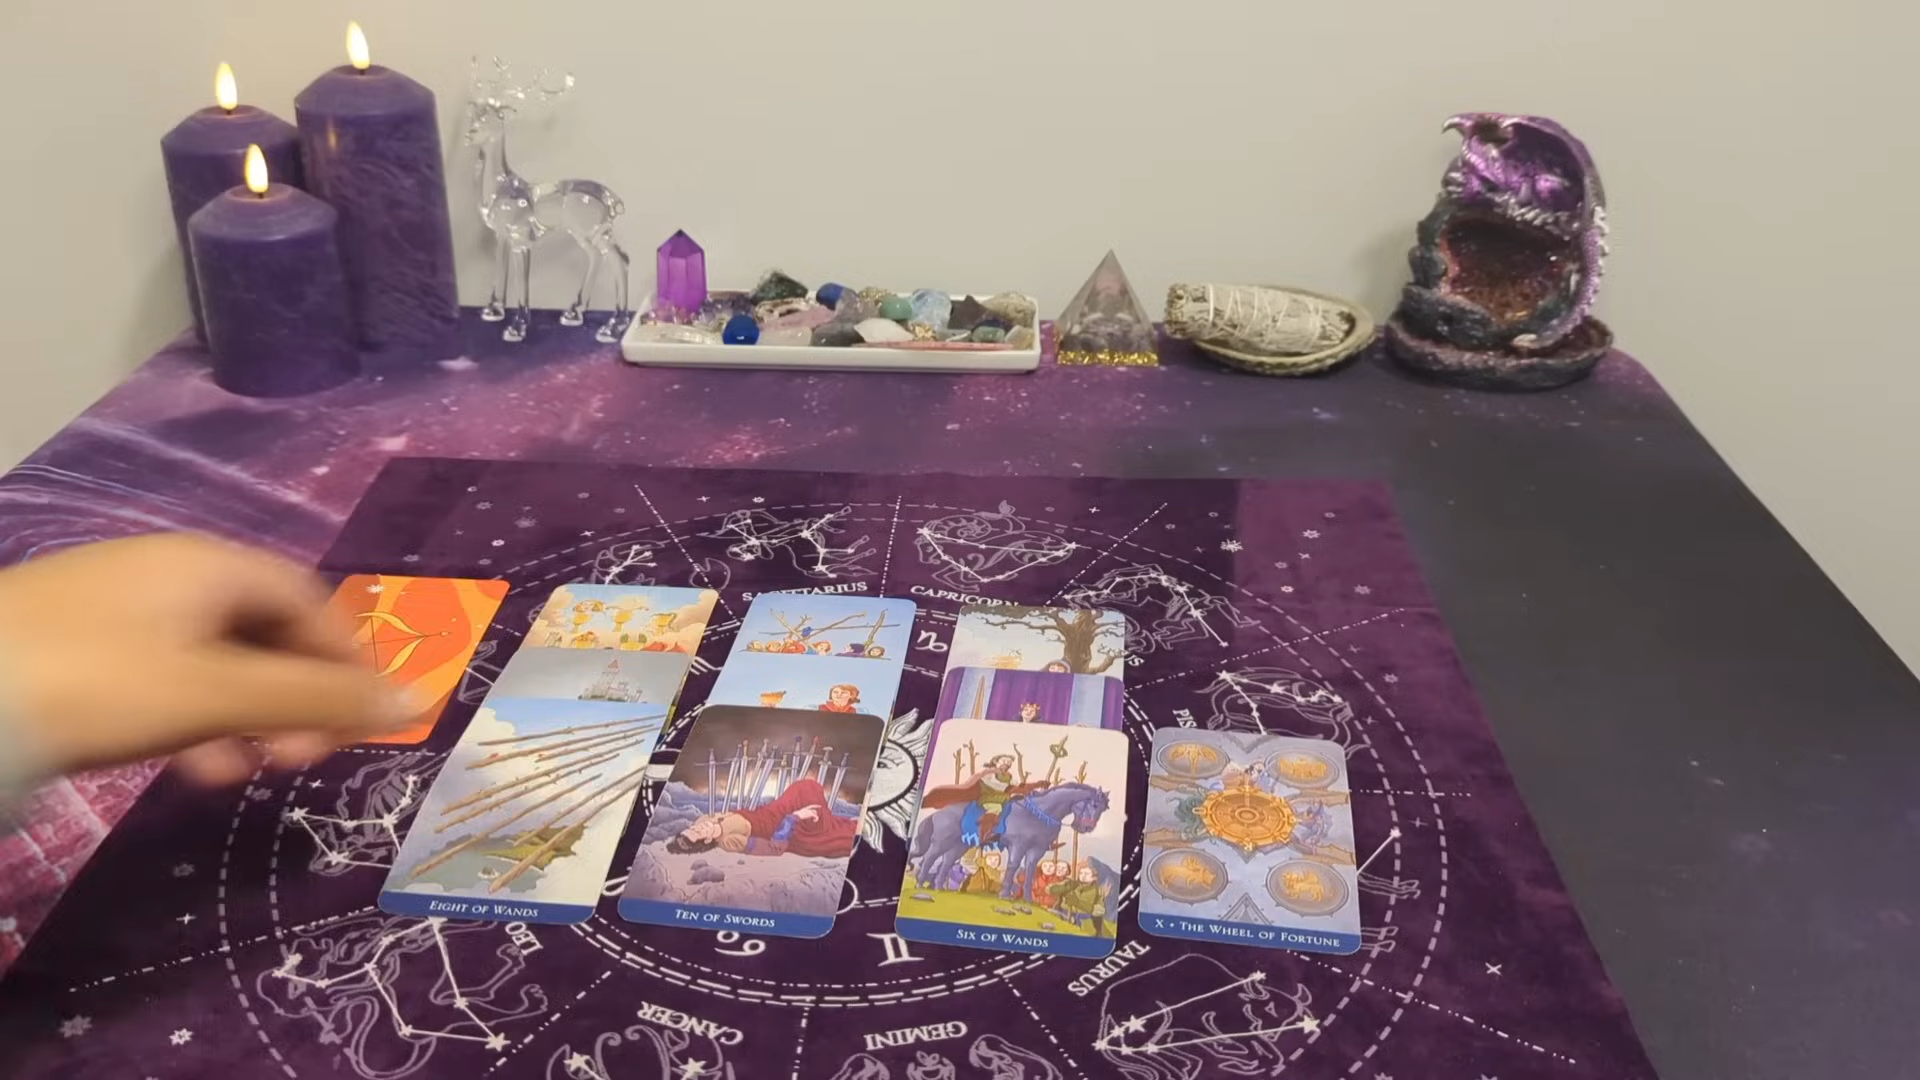 SAGITTARIUS
CAPRICORN
PIS
EIGHT OF WANDS
TEN OF SWORDS
SIX OF WANDS
X • THE WHEEL OF FORTUNE
LEO
TAURUS
CANCER
GEMINI